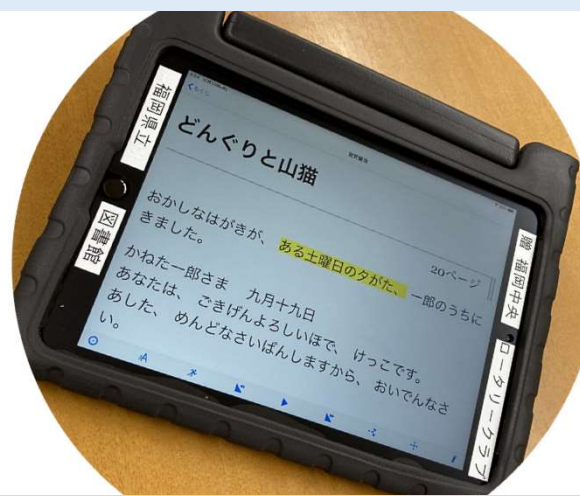 福岡県立
図書館
どんぐりと山猫
20ページ
おかしなはがきが、ある土曜日の夕がた、一郎のうちに
きました。
かねた一郎さま 九月十九日
あなたは、ごきげんよろしいほで、けっこです。
あした、めんどなさいばんしますから、おいでんなさ
い。
贈 福岡中央
ロータリークラブ